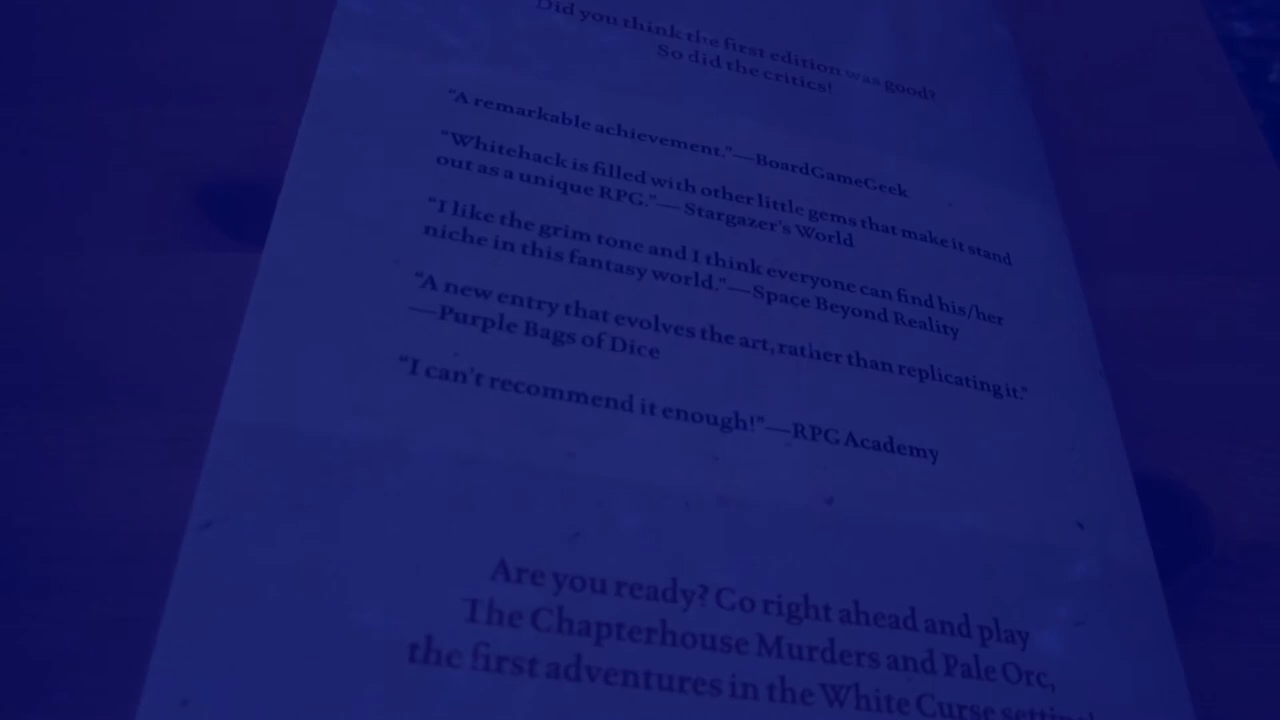 Did you think the first edition was good?
So did the critics!
“A remarkable achievement.”—BoardGameGeek
“Whitehack is filled with other little gems that make it stand
out as a unique RPG.”— Stargazer's World
“I like the grim tone and I think everyone can find his/her
niche in this fantasy world.”—Space Beyond Reality
“A new entry that evolves the art, rather than replicating it.”
—Purple Bags of Dice
“I can't recommend it enough!”—RPG Academy
Are you ready? Go right ahead and play
The Chapterhouse Murders and Pale Orc,
the first adventures in the White Curse